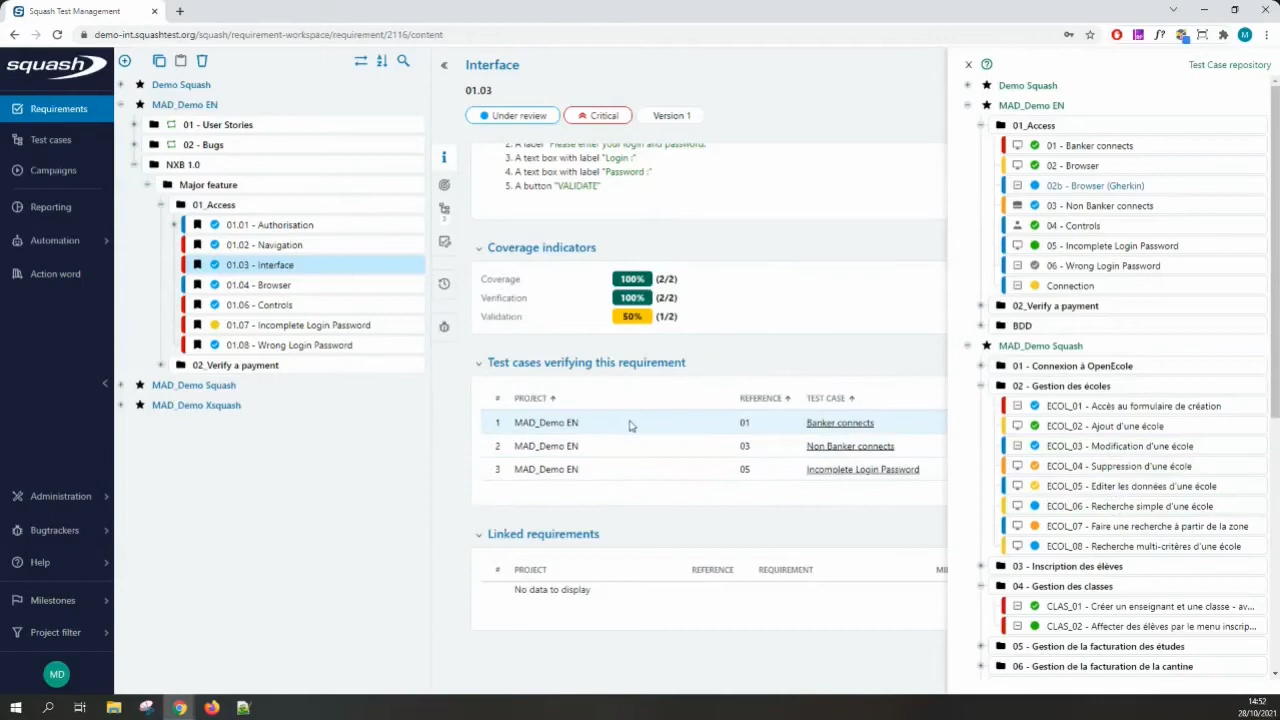 Squash Test Management
demo-int.squashtest.org/squash/requirement-workspace/requirement/2116/content
M
squash
Requirements
Test cases
Campaigns
Reporting
Automation
Action word
Administration
Bugtrackers
Help
Milestones
Project filter
MD
Demo Squash
MAD_Demo EN
01 - User Stories
02 - Bugs
NXB 1.0
Major feature
01_Access
01.01 - Authorisation
01.02 - Navigation
01.03 - Interface
01.04 - Browser
01.06 - Controls
01.07 - Incomplete Login Password
01.08 - Wrong Login Password
02_Verify a payment
MAD_Demo Squash
MAD_Demo Xsquash
Interface
01.03
Under review Critical Version 1
2. A label "Please enter your login and password."
3. A text box with label "Login :"
4. A text box with label "Password :"
5. A button "VALIDATE"
3
Coverage indicators
Coverage 100% (2/2)
Verification 100% (2/2)
Validation 50% (1/2)
Test cases verifying this requirement
# PROJECT REFERENCE TEST CASE
1 MAD_Demo EN 01 Banker connects
2 MAD_Demo EN 03 Non Banker connects
3 MAD_Demo EN 05 Incomplete Login Password
Linked requirements
# PROJECT REFERENCE REQUIREMENT MI
No data to display
Test Case repository
Demo Squash
MAD_Demo EN
01_Access
01 - Banker connects
02 - Browser
02b - Browser (Gherkin)
03 - Non Banker connects
04 - Controls
05 - Incomplete Login Password
06 - Wrong Login Password
Connection
02_Verify a payment
BDD
MAD_Demo Squash
01 - Connexion à OpenEcole
02 - Gestion des écoles
ECOL_01 - Accès au formulaire de création
ECOL_02 - Ajout d'une école
ECOL_03 - Modification d'une école
ECOL_04 - Suppression d'une école
ECOL_05 - Editer les données d'une école
ECOL_06 - Recherche simple d'une école
ECOL_07 - Faire une recherche à partir de la zone
ECOL_08 - Recherche multi-critères d'une école
03 - Inscription des élèves
04 - Gestion des classes
CLAS_01 - Créer un enseignant et une classe - av...
CLAS_02 - Affecter des élèves par le menu inscrip...
05 - Gestion de la facturation des études
06 - Gestion de la facturation de la cantine
14:52
28/10/2021